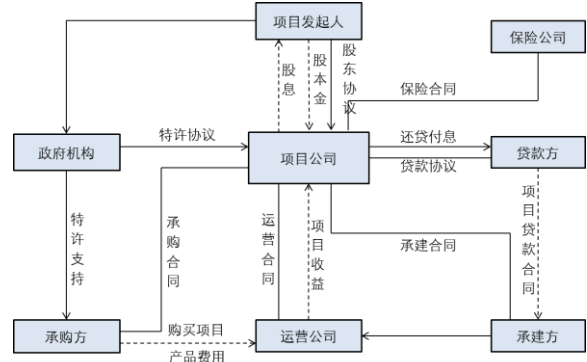 项目发起人
保险公司
股息
股本金
股东协议
保险合同
特许协议
还贷付息
政府机构
项目公司
贷款方
贷款协议
特许支持
承购合同
运营合同
项目收益
承建合同
项目贷款合同
承购方
购买项目
产品费用
运营公司
承建方